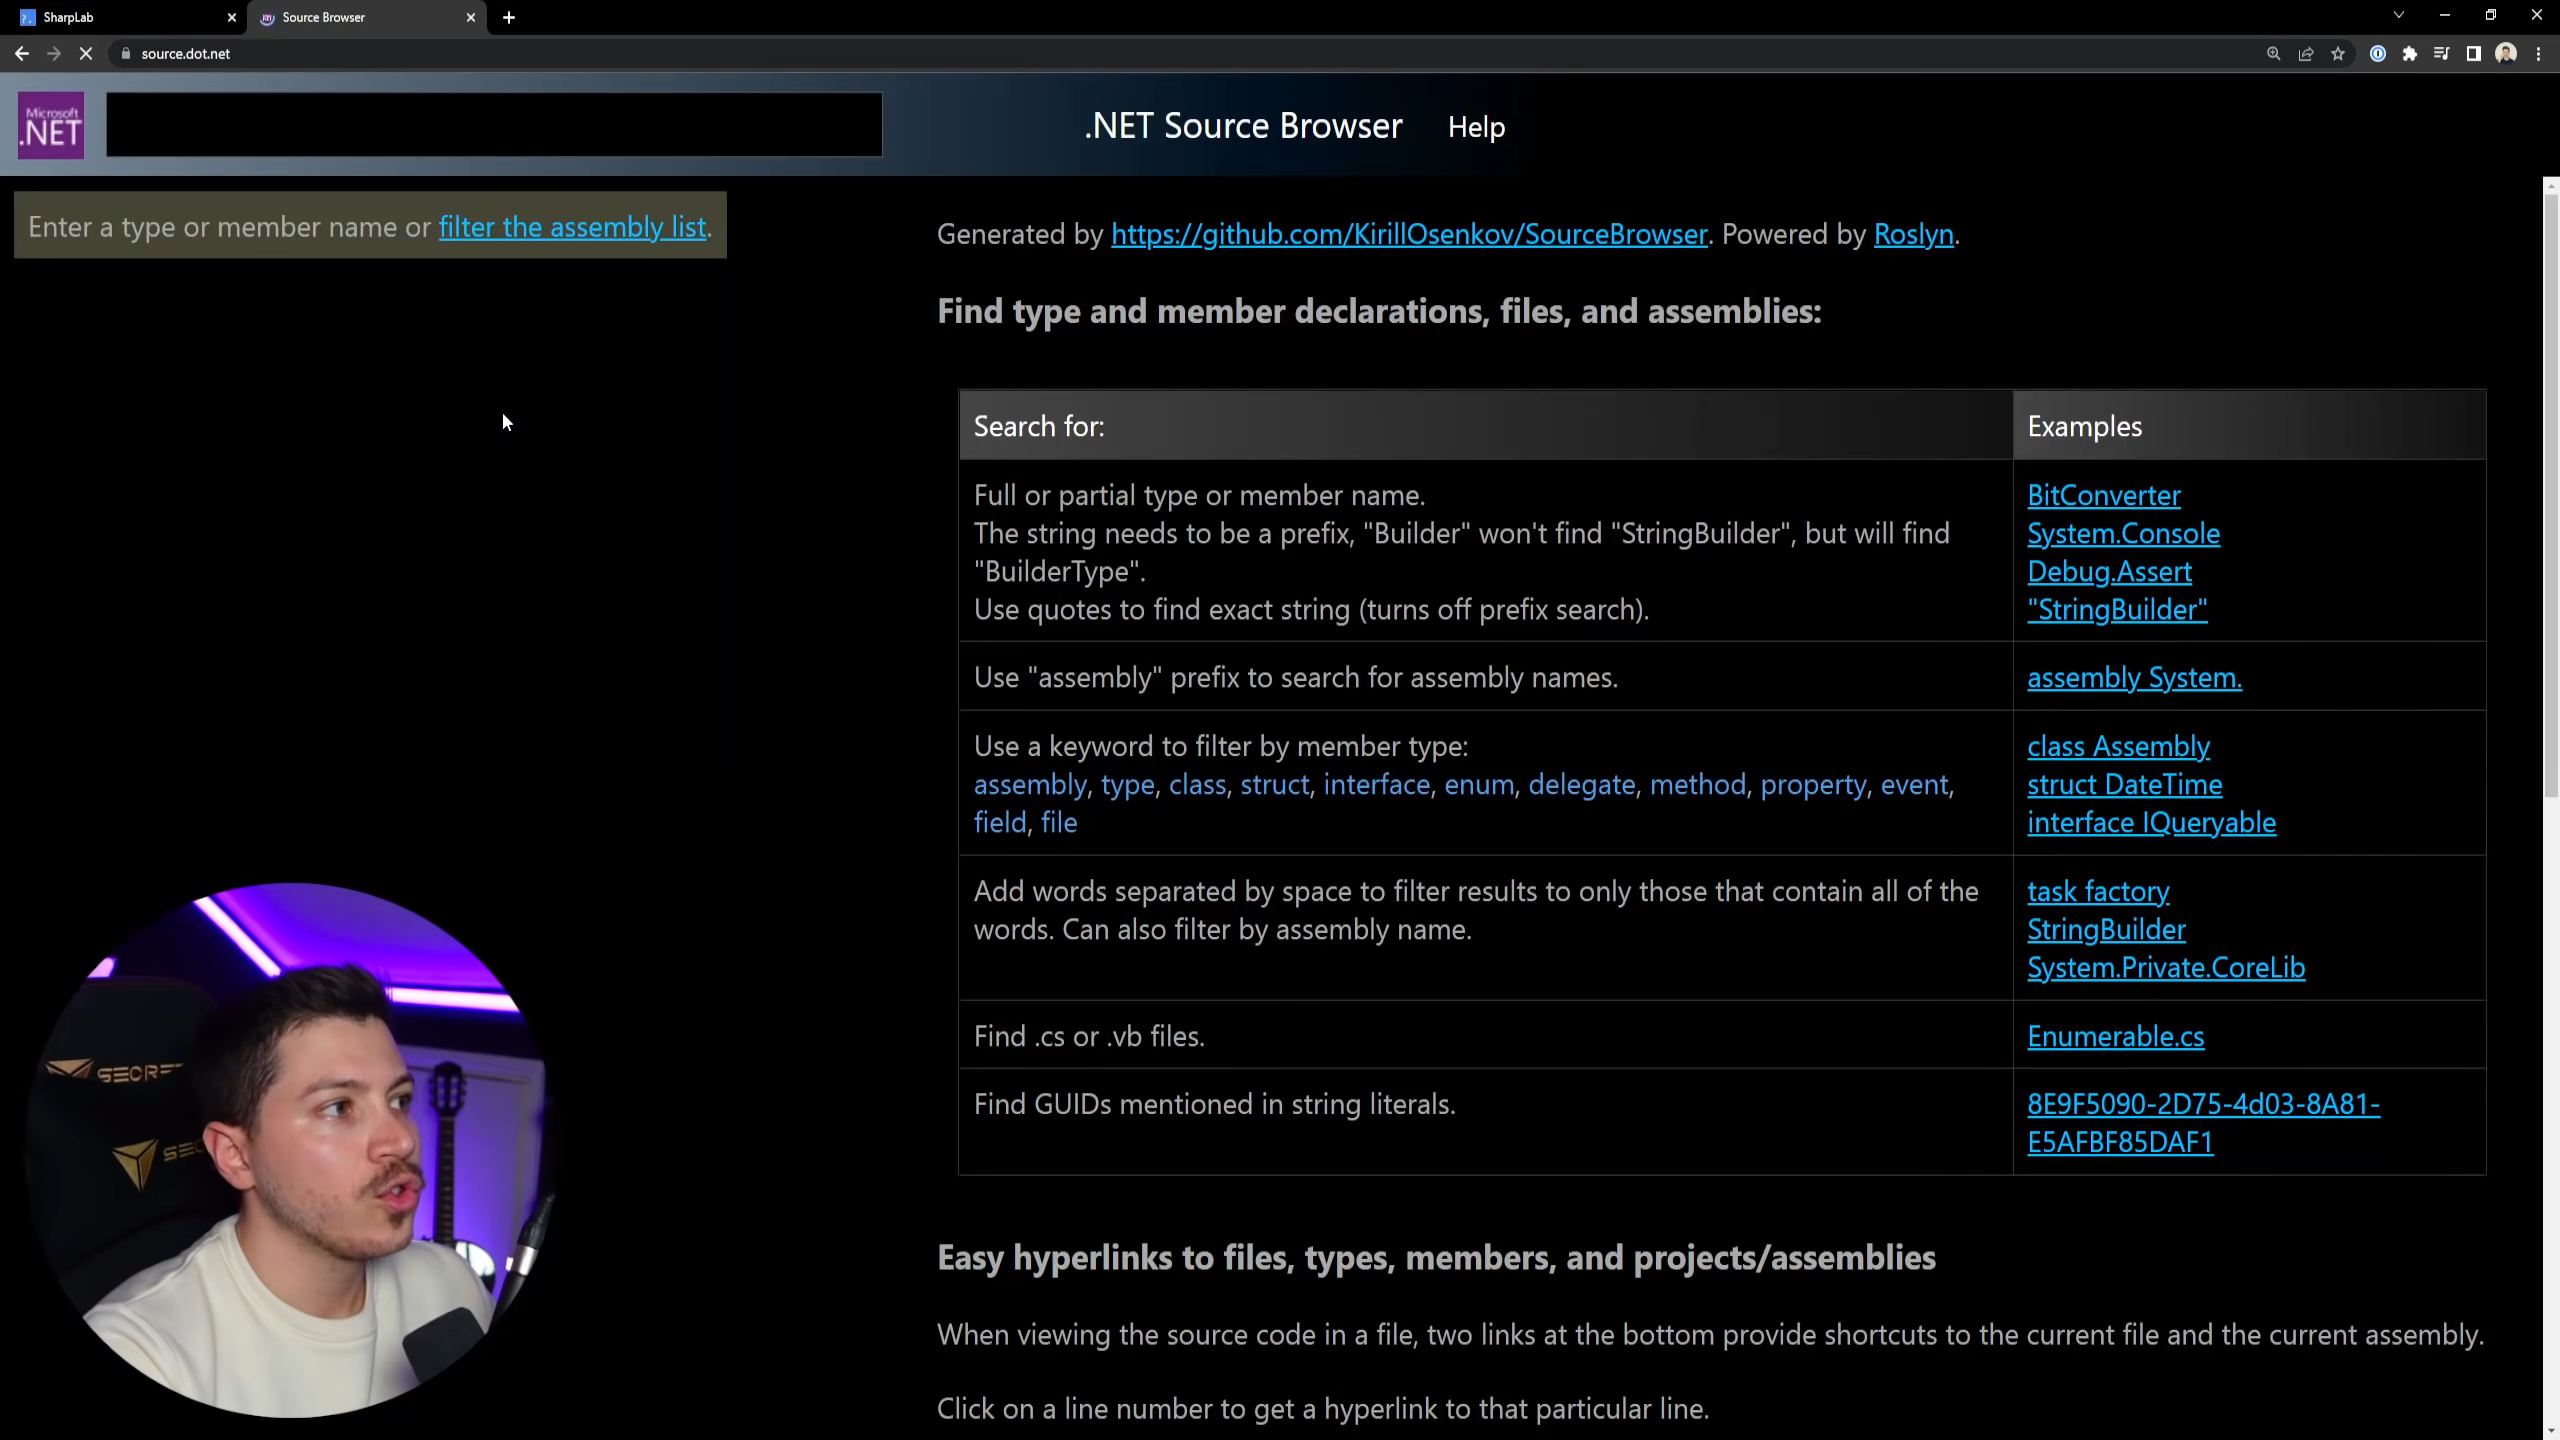 SharpLab
Source Browser
source.dot.net
Microsoft
.NET
.NET Source Browser
Help
Enter a type or member name or filter the assembly list.
Generated by https://github.com/KirillOsenkov/SourceBrowser. Powered by Roslyn.
Find type and member declarations, files, and assemblies:
Search for:
Examples
Full or partial type or member name.
The string needs to be a prefix, "Builder" won't find "StringBuilder", but will find
"BuilderType".
Use quotes to find exact string (turns off prefix search).
BitConverter
System.Console
Debug.Assert
"StringBuilder"
Use "assembly" prefix to search for assembly names.
assembly System.
Use a keyword to filter by member type:
assembly, type, class, struct, interface, enum, delegate, method, property, event,
field, file
class Assembly
struct DateTime
interface IQueryable
Add words separated by space to filter results to only those that contain all of the
words. Can also filter by assembly name.
task factory
StringBuilder
System.Private.CoreLib
Find .cs or .vb files.
Enumerable.cs
Find GUIDs mentioned in string literals.
8E9F5090-2D75-4d03-8A81-
E5AFBF85DAF1
Easy hyperlinks to files, types, members, and projects/assemblies
When viewing the source code in a file, two links at the bottom provide shortcuts to the current file and the current assembly.
Click on a line number to get a hyperlink to that particular line.